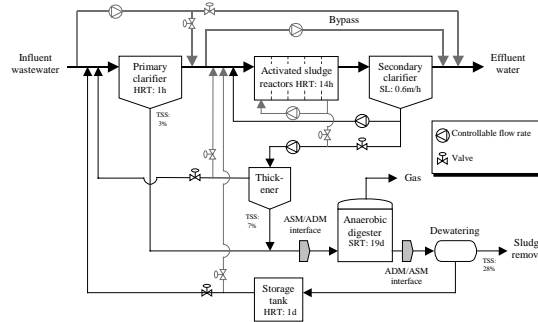 Bypass
Influent
wastewater
Primary
clarifier
HRT: 1h
Activated sludge
reactors HRT: 14h
Secondary
clarifier
SL: 0.6m/h
Effluent
water
TSS:
3%
Controllable flow rate
Valve
Thick-
ener
Gas
TSS:
7%
ASM/ADM
interface
Anaerobic
digester
SRT: 19d
Dewatering
Sludge
remov
TSS:
28%
ADM/ASM
interface
Storage
tank
HRT: 1d